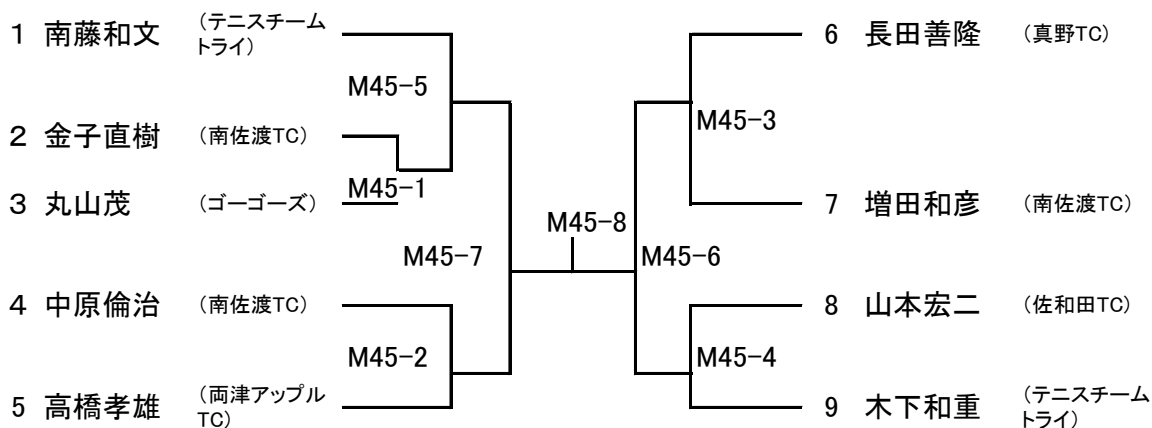 1 南藤和文 (テニスチーム
トライ)
M45-5
2 金子直樹 (南佐渡TC)
M45-1
3 丸山茂 (ゴーゴーズ)
M45-7
4 中原倫治 (南佐渡TC)
M45-2
5 高橋孝雄 (両津アップル
TC)
M45-8
6 長田善隆 (真野TC)
M45-3
7 増田和彦 (南佐渡TC)
M45-6
8 山本宏二 (佐和田TC)
M45-4
9 木下和重 (テニスチーム
トライ)